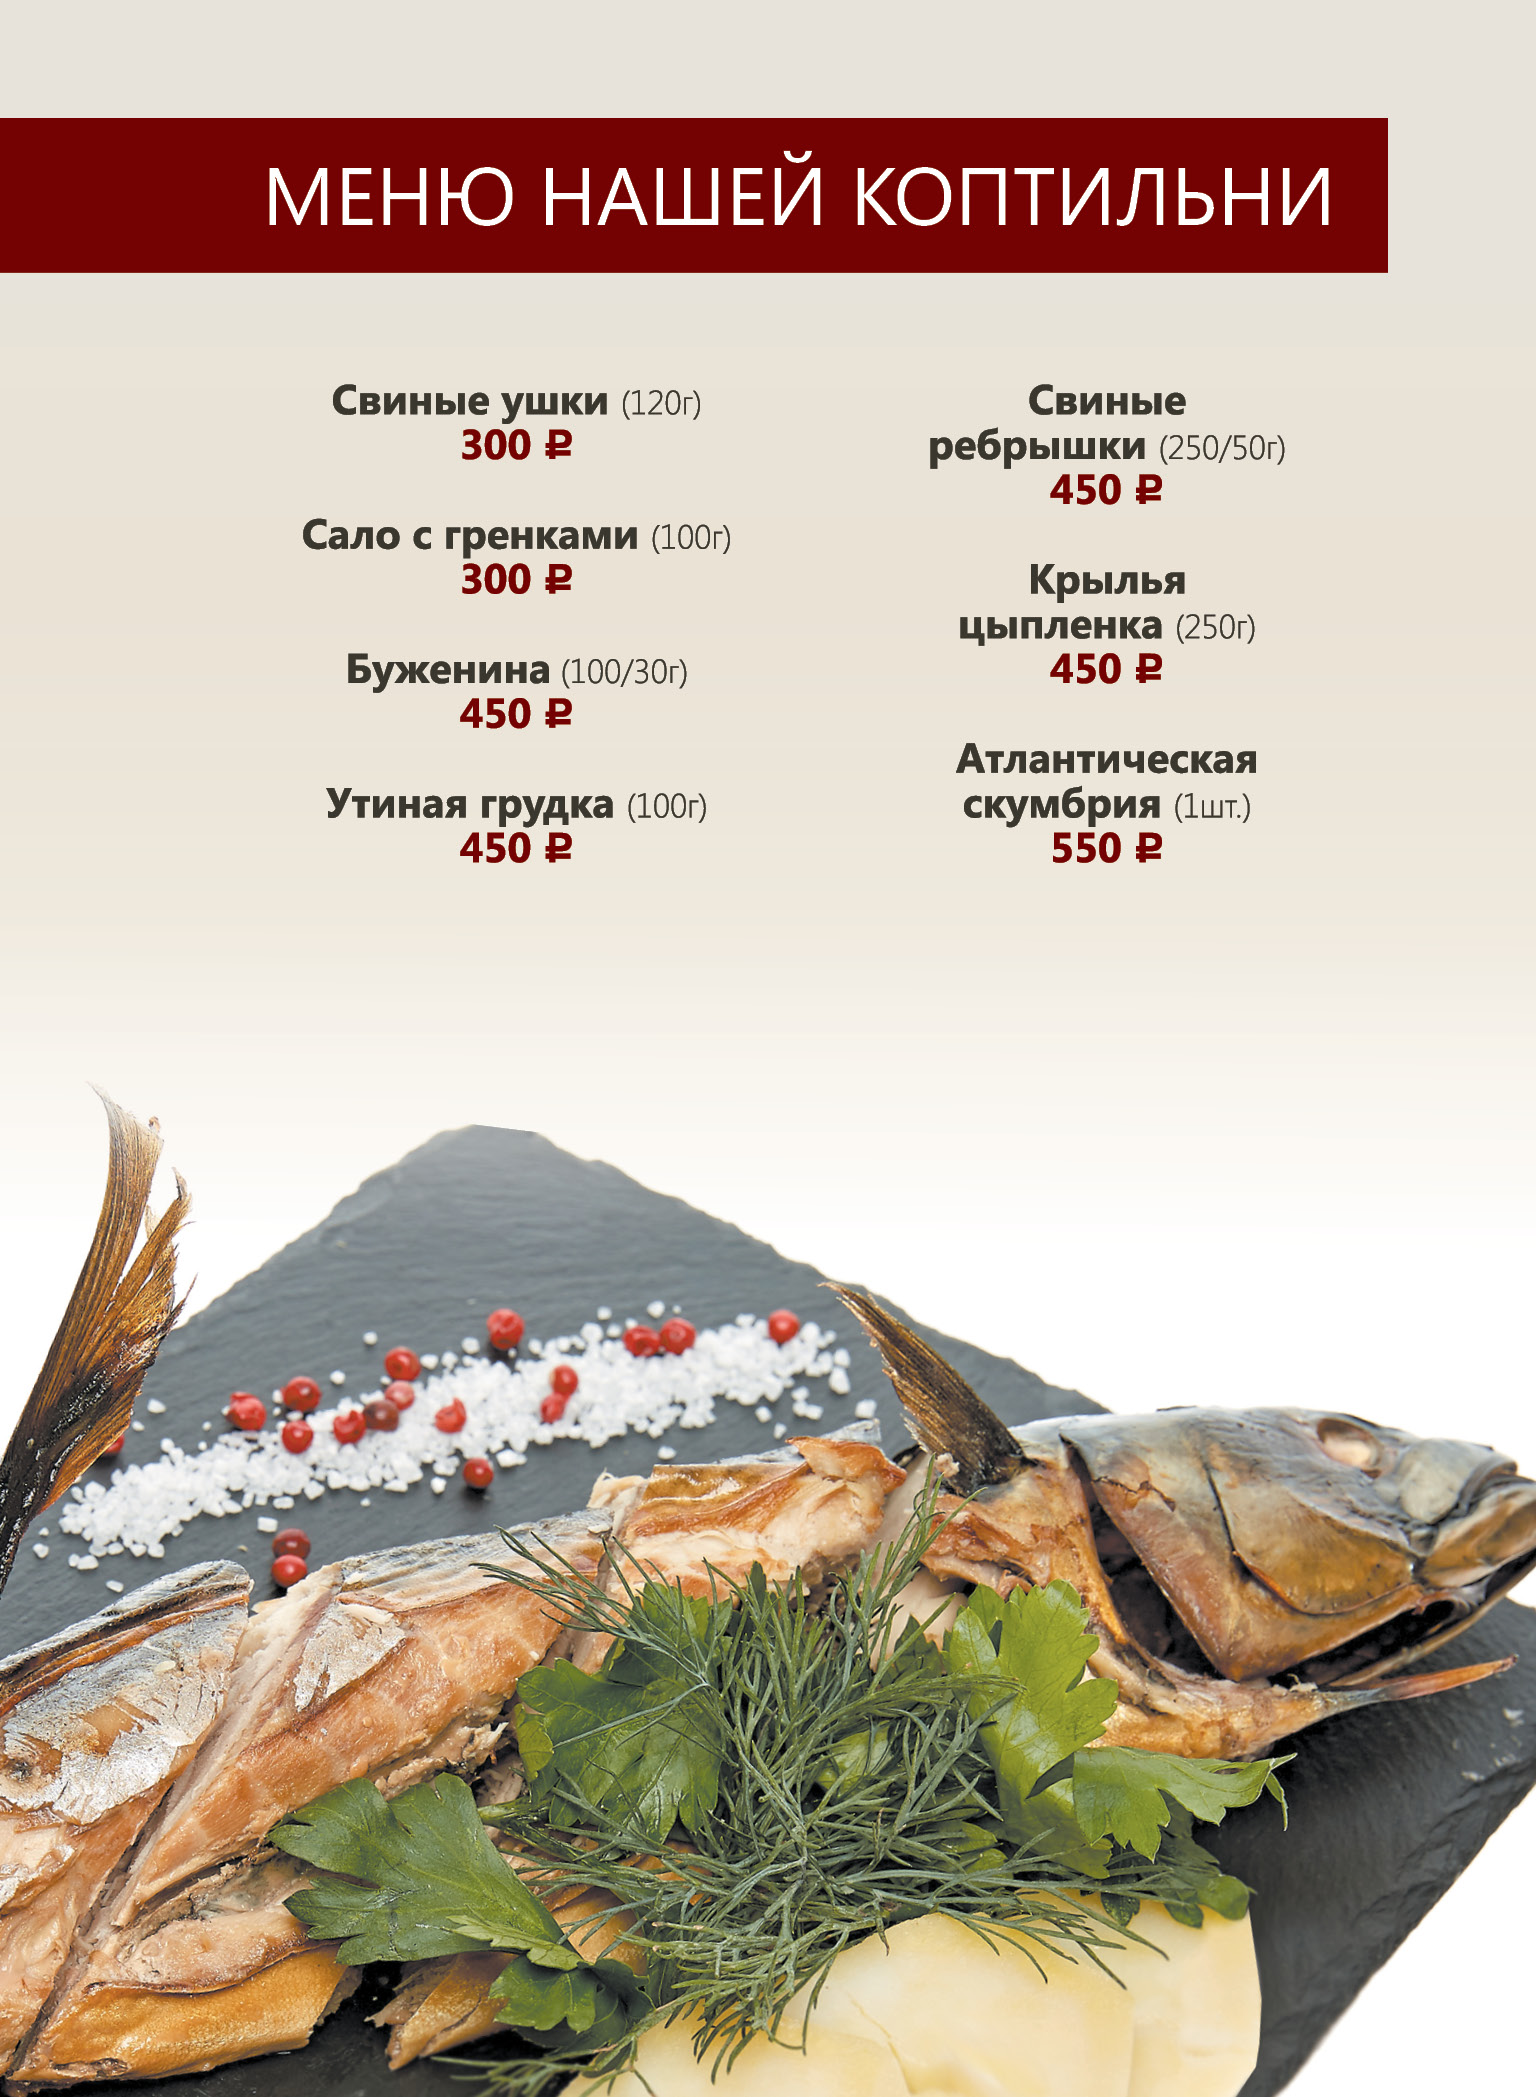 МЕНЮ НАШЕЙ КОПТИЛЬНИ
Свиные ушки (120г)
300 ₽
Сало с гренками (100г)
300 ₽
Буженина (100/30г)
450 ₽
Утиная грудка (100г)
450 ₽
Свиные
ребрышки (250/50г)
450 ₽
Крылья
цыпленка (250г)
450 ₽
Атлантическая
скумбрия (1шт.)
550 ₽